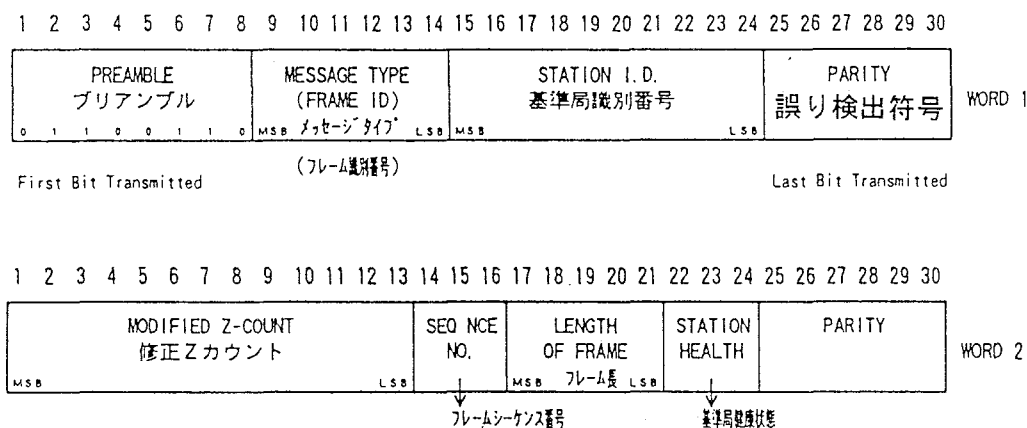 1 2 3 4 5 6 7 8 9 10 11 12 13 14 15 16 17 18 19 20 21 22 23 24 25 26 27 28 29 30
PREAMBLE
プリアンブル
0 1 1 0 0 1 1 0
MESSAGE TYPE
(FRAME ID)
メッセージタイプ
MSB LSB
(フレーム識別番号)
STATION I.D.
基準局識別番号
MSB LSB
PARITY
誤り検出符号
WORD 1
First Bit Transmitted
Last Bit Transmitted
1 2 3 4 5 6 7 8 9 10 11 12 13 14 15 16 17 18 19 20 21 22 23 24 25 26 27 28 29 30
MODIFIED Z-COUNT
修正Zカウント
MSB LSB
SEQ NCE
NO.
フレームシーケンス番号
LENGTH
OF FRAME
フレーム長
MSB LSB
STATION
HEALTH
基準局健康状態
PARITY
WORD 2